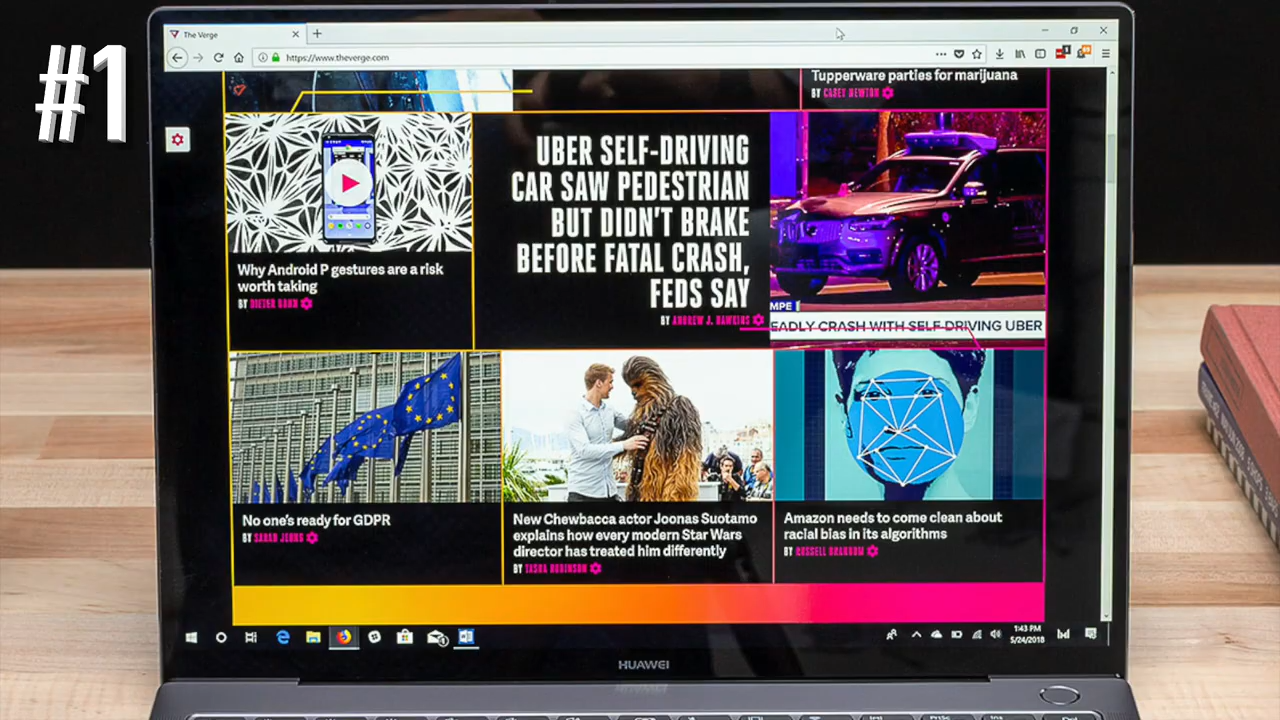 #1
The Verge
https://www.theverge.com
Tupperware parties for marijuana
BY CASEY NEWTON
UBER SELF-DRIVING
CAR SAW PEDESTRIAN
BUT DIDN'T BRAKE
BEFORE FATAL CRASH,
FEDS SAY
BY ANDREW J. HAWKINS
MPE
EADLY CRASH WITH SELF DRIVING UBER
Why Android P gestures are a risk
worth taking
BY DIETER BOHN
No one's ready for GDPR
BY SARAH JEONG
New Chewbacca actor Joonas Suotamo
explains how every modern Star Wars
director has treated him differently
BY TASHA ROBINSON
Amazon needs to come clean about
racial bias in its algorithms
BY RUSSELL BRANDOM
1:43 PM
5/24/2018
HUAWEI